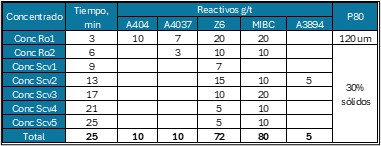 Concentrado Tiempo, min Reactivos g/t P80
A404 A4037 Z6 MIBC A3894
Conc Ro1 3 10 7 20 20 120 um
Conc Ro2 6 3 10 10
Conc Scv1 9 7
Conc Scv2 13 15 10 5
Conc Scv3 17 10 20
Conc Scv4 21 5 10
Conc Scv5 25 5 10
30% sólidos
Total 25 10 10 72 80 5